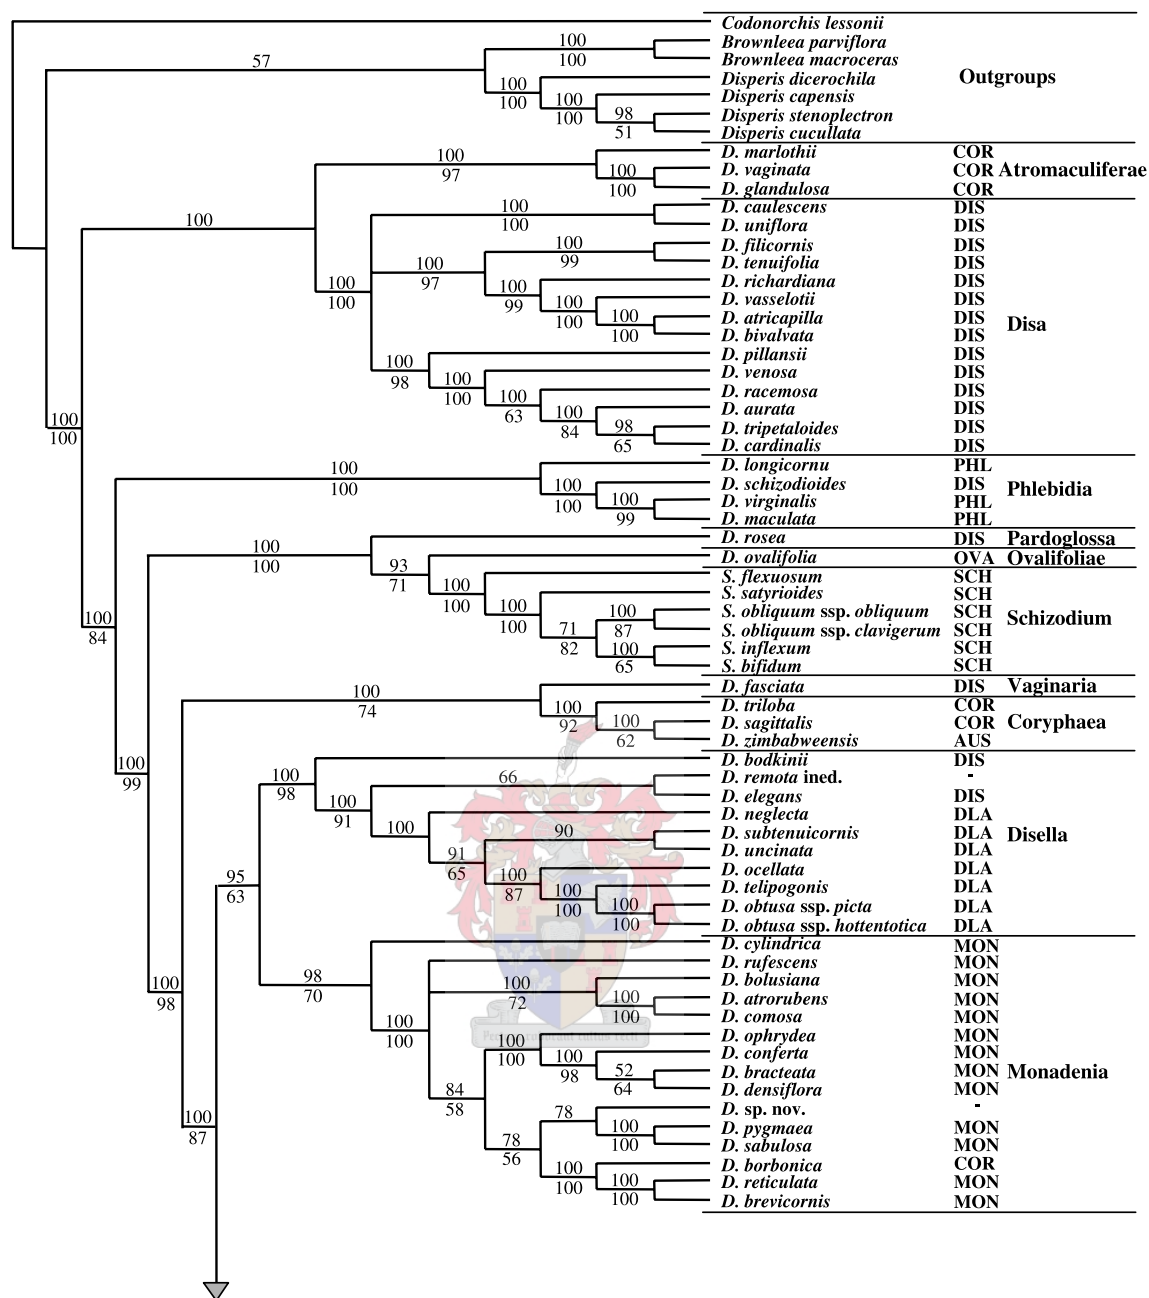 Codonorchis lessonii
Brownleea parviflora
Brownleea macroceras
Disperis dicerochila
Disperis capensis
Disperis stenoplectron
Disperis cucullata
Outgroups
57
100
100
100
100
100
100
98
51
D. marlothii COR
D. vaginata COR Atromaculiferae
D. glandulosa COR
100
97
100
100
100
D. caulescens DIS
D. uniflora DIS
D. filicornis DIS
D. tenuifolia DIS
D. richardiana DIS
D. vasselotii DIS
D. atricapilla DIS
D. bivalvata DIS
Disa
D. pillansii DIS
D. venosa DIS
D. racemosa DIS
D. aurata DIS
D. tripetaloides DIS
D. cardinalis DIS
100
100
100
99
100
97
100
100
100
99
100
100
100
100
100
98
100
100
100
63
100
84
98
65
100
100
D. longicornu PHL
D. schizodioides DIS
D. virginalis PHL
D. maculata PHL
Phlebidia
100
100
100
100
100
99
D. rosea DIS Pardoglossa
D. ovalifolia OVA Ovalifoliae
S. flexuosum SCH
S. satyrioides SCH
S. obliquum ssp. obliquum SCH
S. obliquum ssp. clavigerum SCH
S. inflexum SCH
S. bifidum SCH
Schizodium
100
100
93
71
100
100
100
100
71
82
100
87
100
65
100
84
D. fasciata DIS Vaginaria
D. triloba COR
D. sagittalis COR Coryphaea
D. zimbabweensis AUS
100
74
100
92
100
62
100
99
D. bodkinii DIS
D. remota ined. -
D. elegans DIS
D. neglecta DLA
D. subtenuicornis DLA Disella
D. uncinata DLA
D. ocellata DLA
D. telipogonis DLA
D. obtusa ssp. picta DLA
D. obtusa ssp. hottentotica DLA
100
98
66
100
91
100
90
91
65
100
87
100
100
100
100
95
63
D. cylindrica MON
D. rufescens MON
D. bolusiana MON
D. atrorubens MON
D. comosa MON
D. ophrydea MON
D. conferta MON
D. bracteata MON Monadenia
D. densiflora MON
D. sp. nov. -
D. pygmaea MON
D. sabulosa MON
D. borbonica COR
D. reticulata MON
D. brevicornis MON
98
70
100
98
100
72
100
100
100
100
100
100
100
98
52
64
84
58
78
100
100
78
56
100
100
100
100
100
87